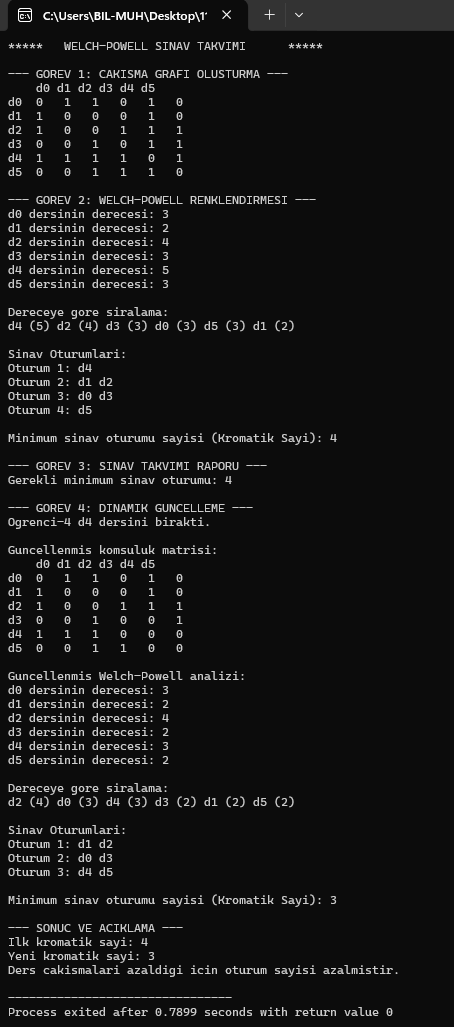 C:\Users\BIL-MUH\Desktop\1'
***** WELCH-POWELL SINAV TAKVIMI *****
--- GOREV 1: CAKISMA GRAFI OLUSTURMA ---
d0 d1 d2 d3 d4 d5
d0 0 1 1 0 1 0
d1 1 0 0 0 1 0
d2 1 0 0 1 1 1
d3 0 0 1 0 1 1
d4 1 1 1 1 0 1
d5 0 0 1 1 1 0
--- GOREV 2: WELCH-POWELL RENKLENDIRMESI ---
d0 dersinin derecesi: 3
d1 dersinin derecesi: 2
d2 dersinin derecesi: 4
d3 dersinin derecesi: 3
d4 dersinin derecesi: 5
d5 dersinin derecesi: 3
Dereceye gore siralama:
d4 (5) d2 (4) d3 (3) d0 (3) d5 (3) d1 (2)
Sinav Oturumlari:
Oturum 1: d4
Oturum 2: d1 d2
Oturum 3: d0 d3
Oturum 4: d5
Minimum sinav oturumu sayisi (Kromatik Sayi): 4
--- GOREV 3: SINAV TAKVIMI RAPORU ---
Gerekli minimum sinav oturumu: 4
--- GOREV 4: DINAMIK GUNCELLEME ---
Ogrenci-4 d4 dersini birakti.
Guncellenmis komsuluk matrisi:
d0 d1 d2 d3 d4 d5
d0 0 1 1 0 1 0
d1 1 0 0 0 1 0
d2 1 0 0 1 1 1
d3 0 0 1 0 0 1
d4 1 1 1 0 0 0
d5 0 0 1 1 0 0
Guncellenmis Welch-Powell analizi:
d0 dersinin derecesi: 3
d1 dersinin derecesi: 2
d2 dersinin derecesi: 4
d3 dersinin derecesi: 2
d4 dersinin derecesi: 3
d5 dersinin derecesi: 2
Dereceye gore siralama:
d2 (4) d0 (3) d4 (3) d3 (2) d1 (2) d5 (2)
Sinav Oturumlari:
Oturum 1: d1 d2
Oturum 2: d0 d3
Oturum 3: d4 d5
Minimum sinav oturumu sayisi (Kromatik Sayi): 3
--- SONUC VE ACIKLAMA ---
Ilk kromatik sayi: 4
Yeni kromatik sayi: 3
Ders cakismalari azaldigi icin oturum sayisi azalmistir.
--------------------------------
Process exited after 0.7899 seconds with return value 0